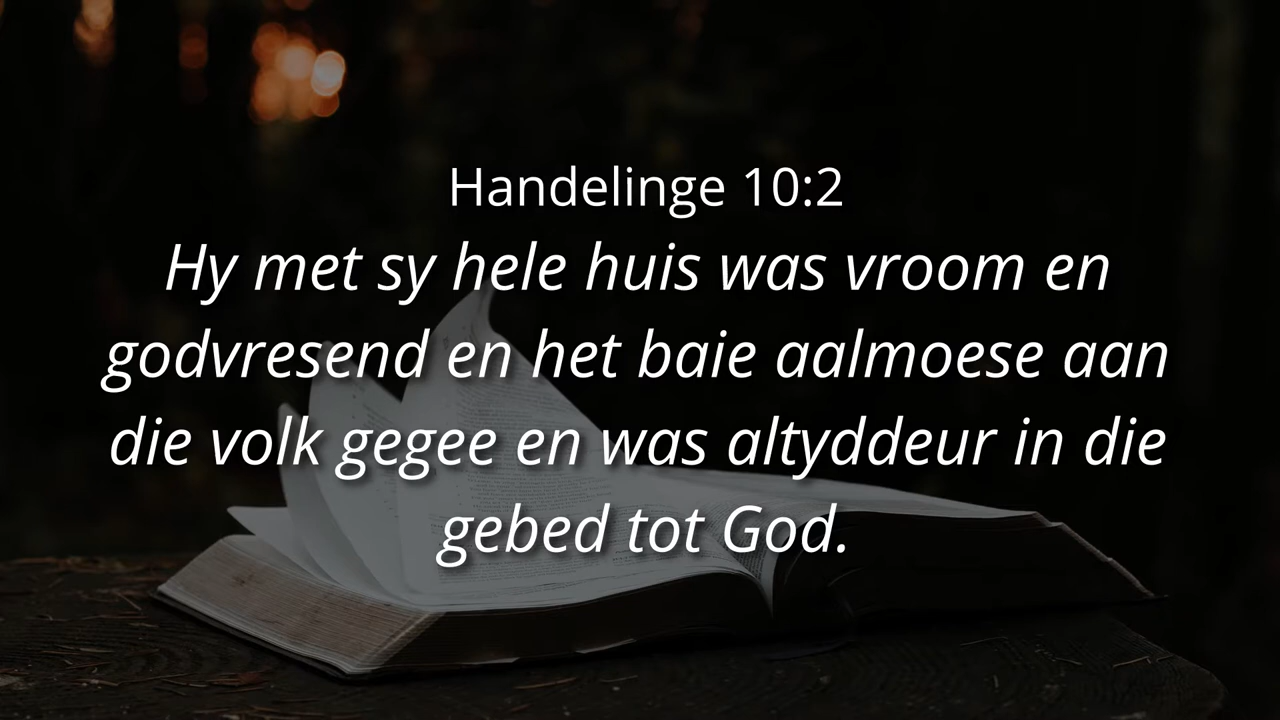 Handelinge 10:2
Hy met sy hele huis was vroom en
godvresend en het baie aalmoese aan
die volk gegee en was altyddeur in die
gebed tot God.